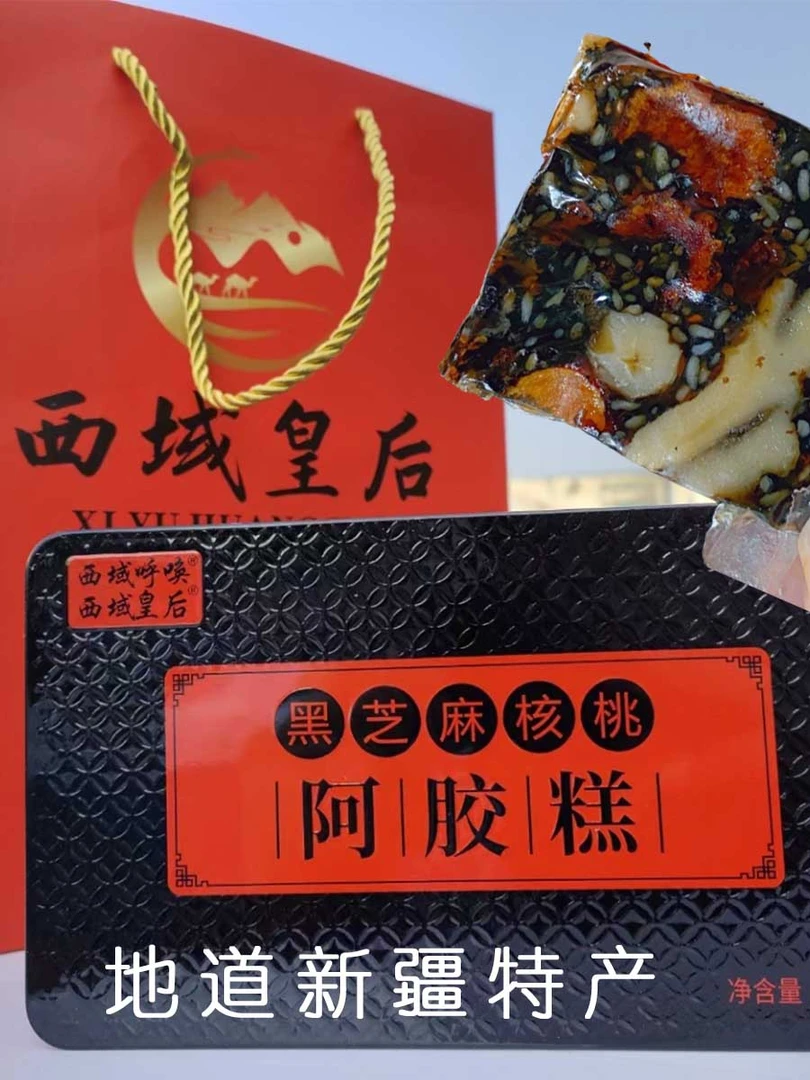 西域皇后
西域呼唤®
西域皇后®
黑芝麻核桃
阿胶糕
地道新疆特产
净含量